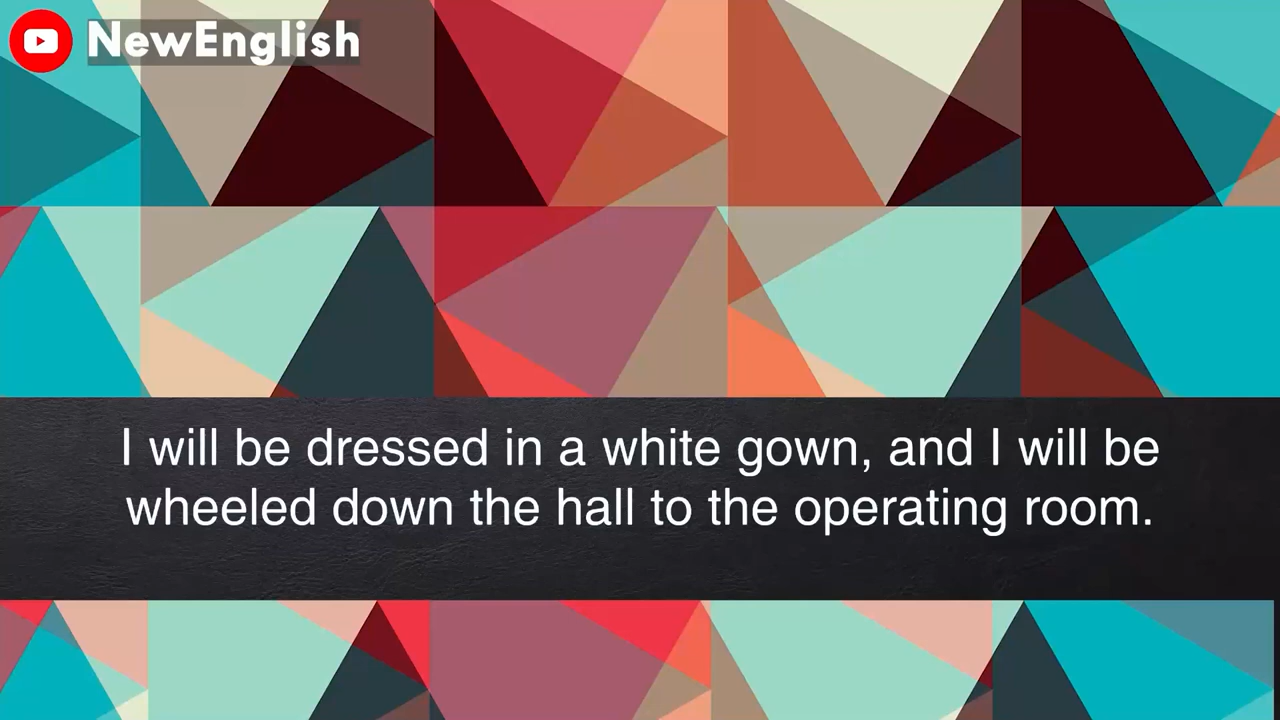 NewEnglish
I will be dressed in a white gown, and I will be
wheeled down the hall to the operating room.